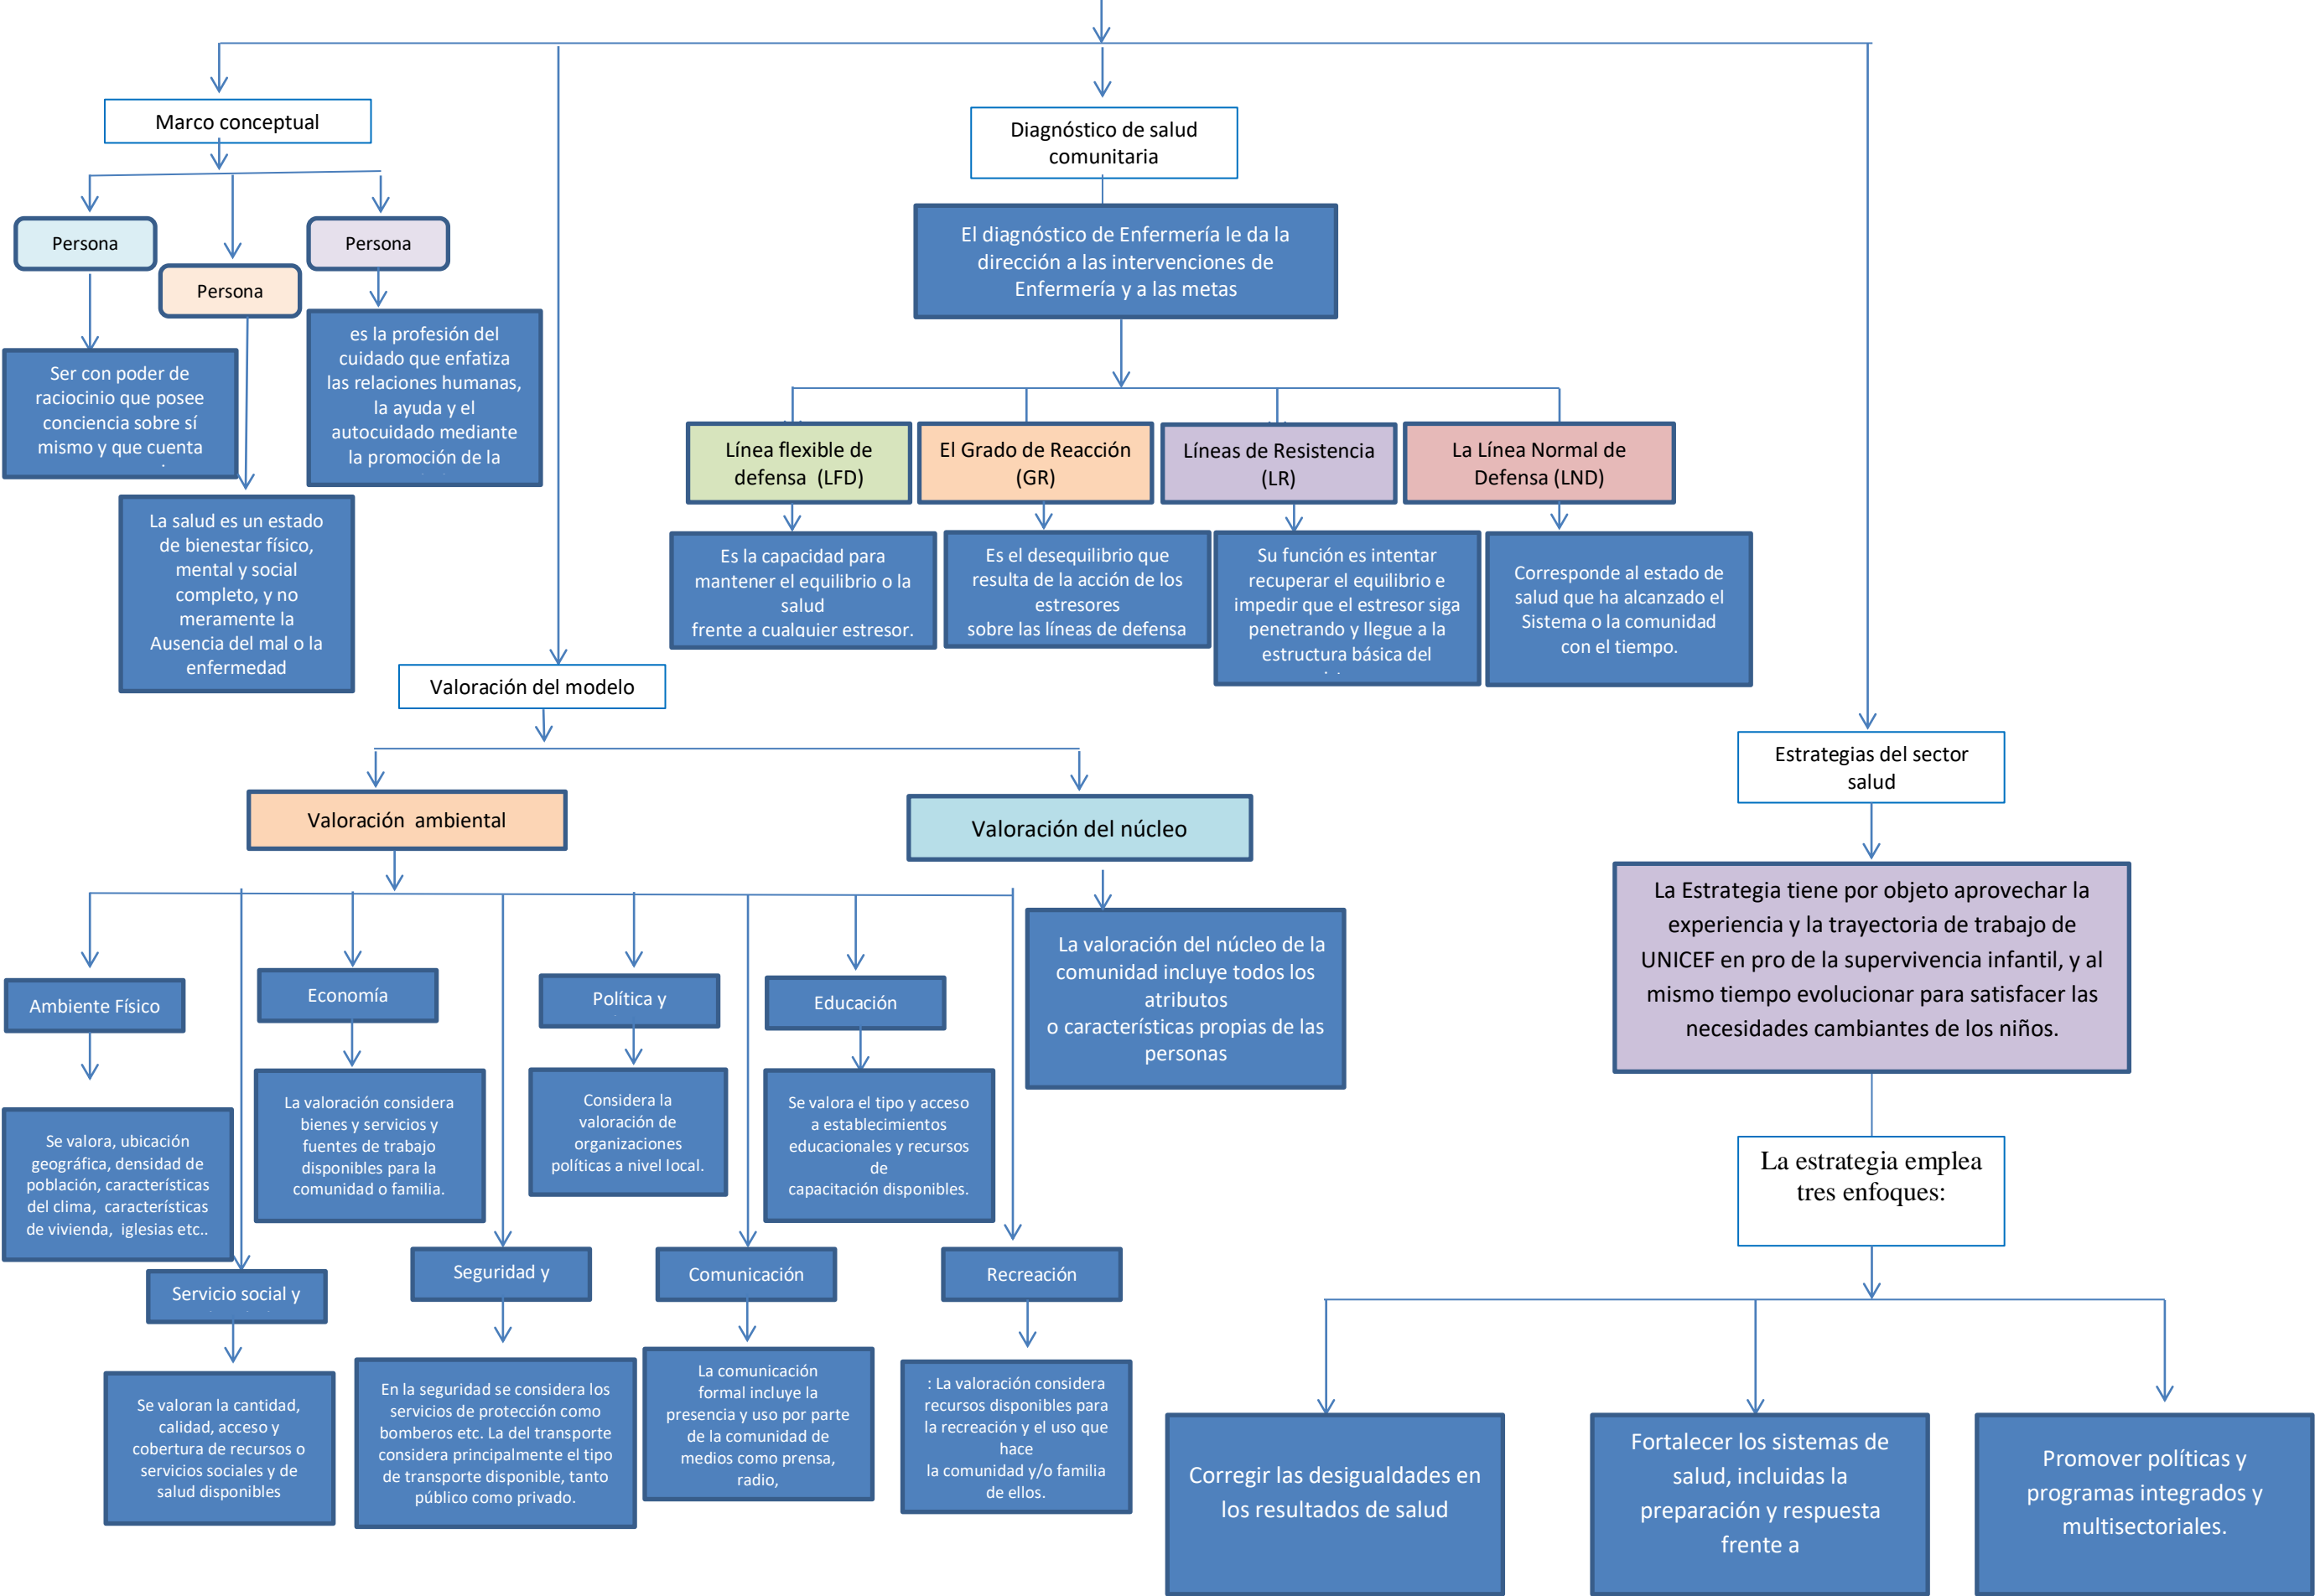 Marco conceptual
Persona
Persona
Persona
Ser con poder de
raciocinio que posee
conciencia sobre sí
mismo y que cuenta
La salud es un estado
de bienestar físico,
mental y social
completo, y no
meramente la
Ausencia del mal o la
enfermedad
es la profesión del
cuidado que enfatiza
las relaciones humanas,
la ayuda y el
autocuidado mediante
la promoción de la
Diagnóstico de salud
comunitaria
El diagnóstico de Enfermería le da la
dirección a las intervenciones de
Enfermería y a las metas
Línea flexible de
defensa (LFD)
El Grado de Reacción
(GR)
Líneas de Resistencia
(LR)
La Línea Normal de
Defensa (LND)
Es la capacidad para
mantener el equilibrio o la
salud
frente a cualquier estresor.
Es el desequilibrio que
resulta de la acción de los
estresores
sobre las líneas de defensa
Su función es intentar
recuperar el equilibrio e
impedir que el estresor siga
penetrando y llegue a la
estructura básica del
Corresponde al estado de
salud que ha alcanzado el
Sistema o la comunidad
con el tiempo.
Valoración del modelo
Valoración ambiental
Valoración del núcleo
La valoración del núcleo de la
comunidad incluye todos los
atributos
o características propias de las
personas
Ambiente Físico
Economía
Política y
Educación
Se valora, ubicación
geográfica, densidad de
población, características
del clima, características
de vivienda, iglesias etc..
La valoración considera
bienes y servicios y
fuentes de trabajo
disponibles para la
comunidad o familia.
Considera la
valoración de
organizaciones
políticas a nivel local.
Se valora el tipo y acceso
a establecimientos
educacionales y recursos
de
capacitación disponibles.
Servicio social y
Seguridad y
Comunicación
Recreación
Se valoran la cantidad,
calidad, acceso y
cobertura de recursos o
servicios sociales y de
salud disponibles
En la seguridad se considera los
servicios de protección como
bomberos etc. La del transporte
considera principalmente el tipo
de transporte disponible, tanto
público como privado.
La comunicación
formal incluye la
presencia y uso por parte
de la comunidad de
medios como prensa,
radio,
: La valoración considera
recursos disponibles para
la recreación y el uso que
hace
la comunidad y/o familia
de ellos.
Estrategias del sector
salud
La Estrategia tiene por objeto aprovechar la
experiencia y la trayectoria de trabajo de
UNICEF en pro de la supervivencia infantil, y al
mismo tiempo evolucionar para satisfacer las
necesidades cambiantes de los niños.
La estrategia emplea
tres enfoques:
Corregir las desigualdades en
los resultados de salud
Fortalecer los sistemas de
salud, incluidas la
preparación y respuesta
frente a
Promover políticas y
programas integrados y
multisectoriales.